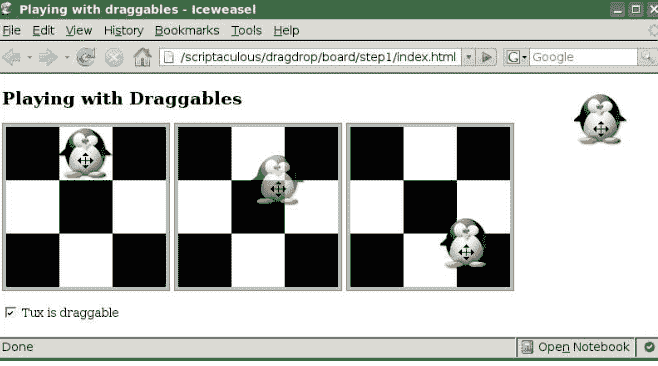 Playing with draggables - Iceweasel
File Edit View History Bookmarks Tools Help
/scriptaculous/dragdrop/board/step1/index.html G Google
Playing with Draggables
Tux is draggable
Done Open Notebook